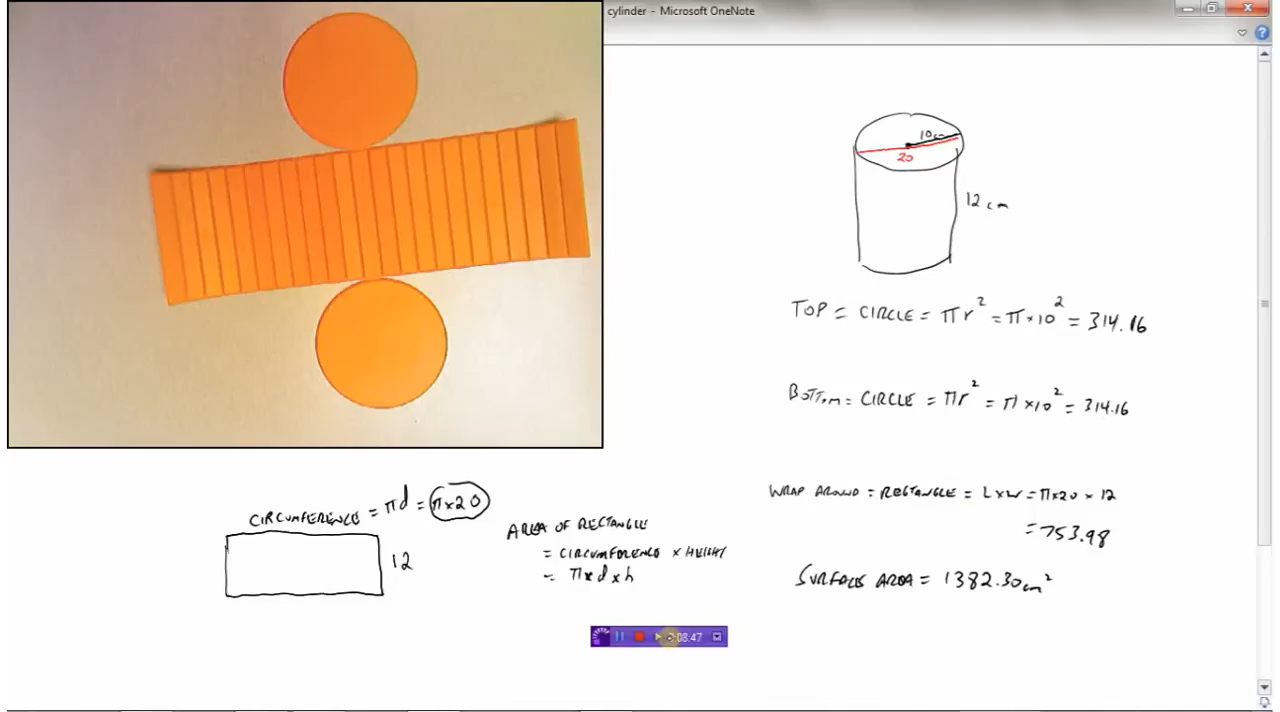 cylinder - Microsoft OneNote
10cm
20
12 cm
TOP = CIRCLE = πr² = π×10² = 314.16
BOTTOM = CIRCLE = πr² = π×10² = 314.16
CIRCUMFERENCE = πd = π×20
12
AREA OF RECTANGLE
= CIRCUMFERENCE × HEIGHT
= π×d×h
WRAP AROUND = RECTANGLE = L×W = π×20×12
= 753.98
SURFACE AREA = 1382.30cm²
0:08.47